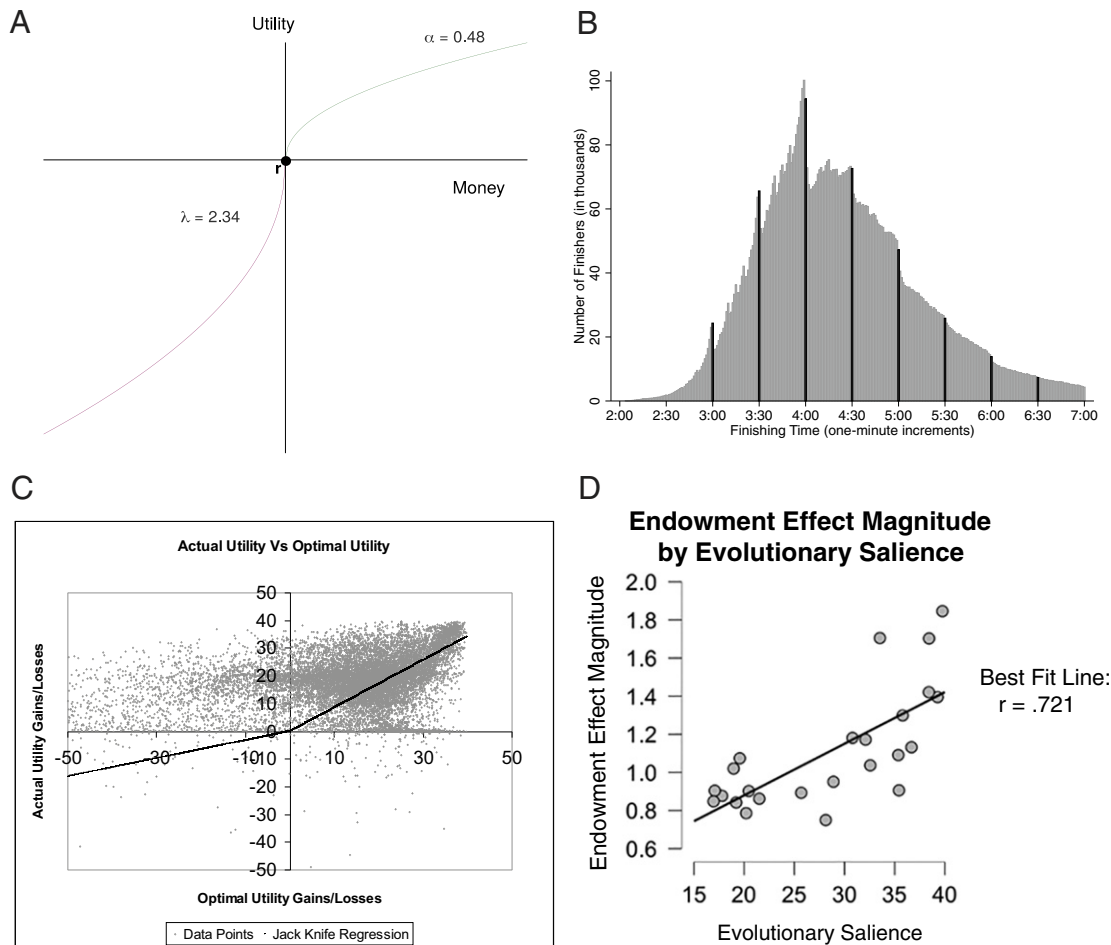 A
Utility
α = 0.48
r
Money
λ = 2.34
B
Number of Finishers (in thousands)
100
80
60
40
20
0
2:00 2:30 3:00 3:30 4:00 4:30 5:00 5:30 6:00 6:30 7:00
Finishing Time (one-minute increments)
C
Actual Utility Vs Optimal Utility
Actual Utility Gains/Losses
50
40
30
20
10
0
-50 -30 -10 10 30 50
-10
-20
-30
-40
-50
Optimal Utility Gains/Losses
Data Points Jack Knife Regression
D
Endowment Effect Magnitude
by Evolutionary Salience
Endowment Effect Magnitude
2.0
1.8
1.6
1.4
1.2
1.0
0.8
0.6
15 20 25 30 35 40
Evolutionary Salience
Best Fit Line:
r = .721